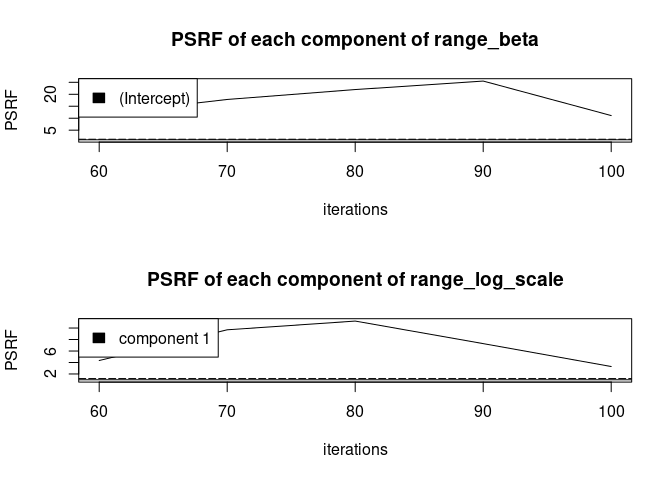 PSRF of each component of range_beta
PSRF
20
5
(Intercept)
60 70 80 90 100
iterations
PSRF of each component of range_log_scale
PSRF
6
2
component 1
60 70 80 90 100
iterations